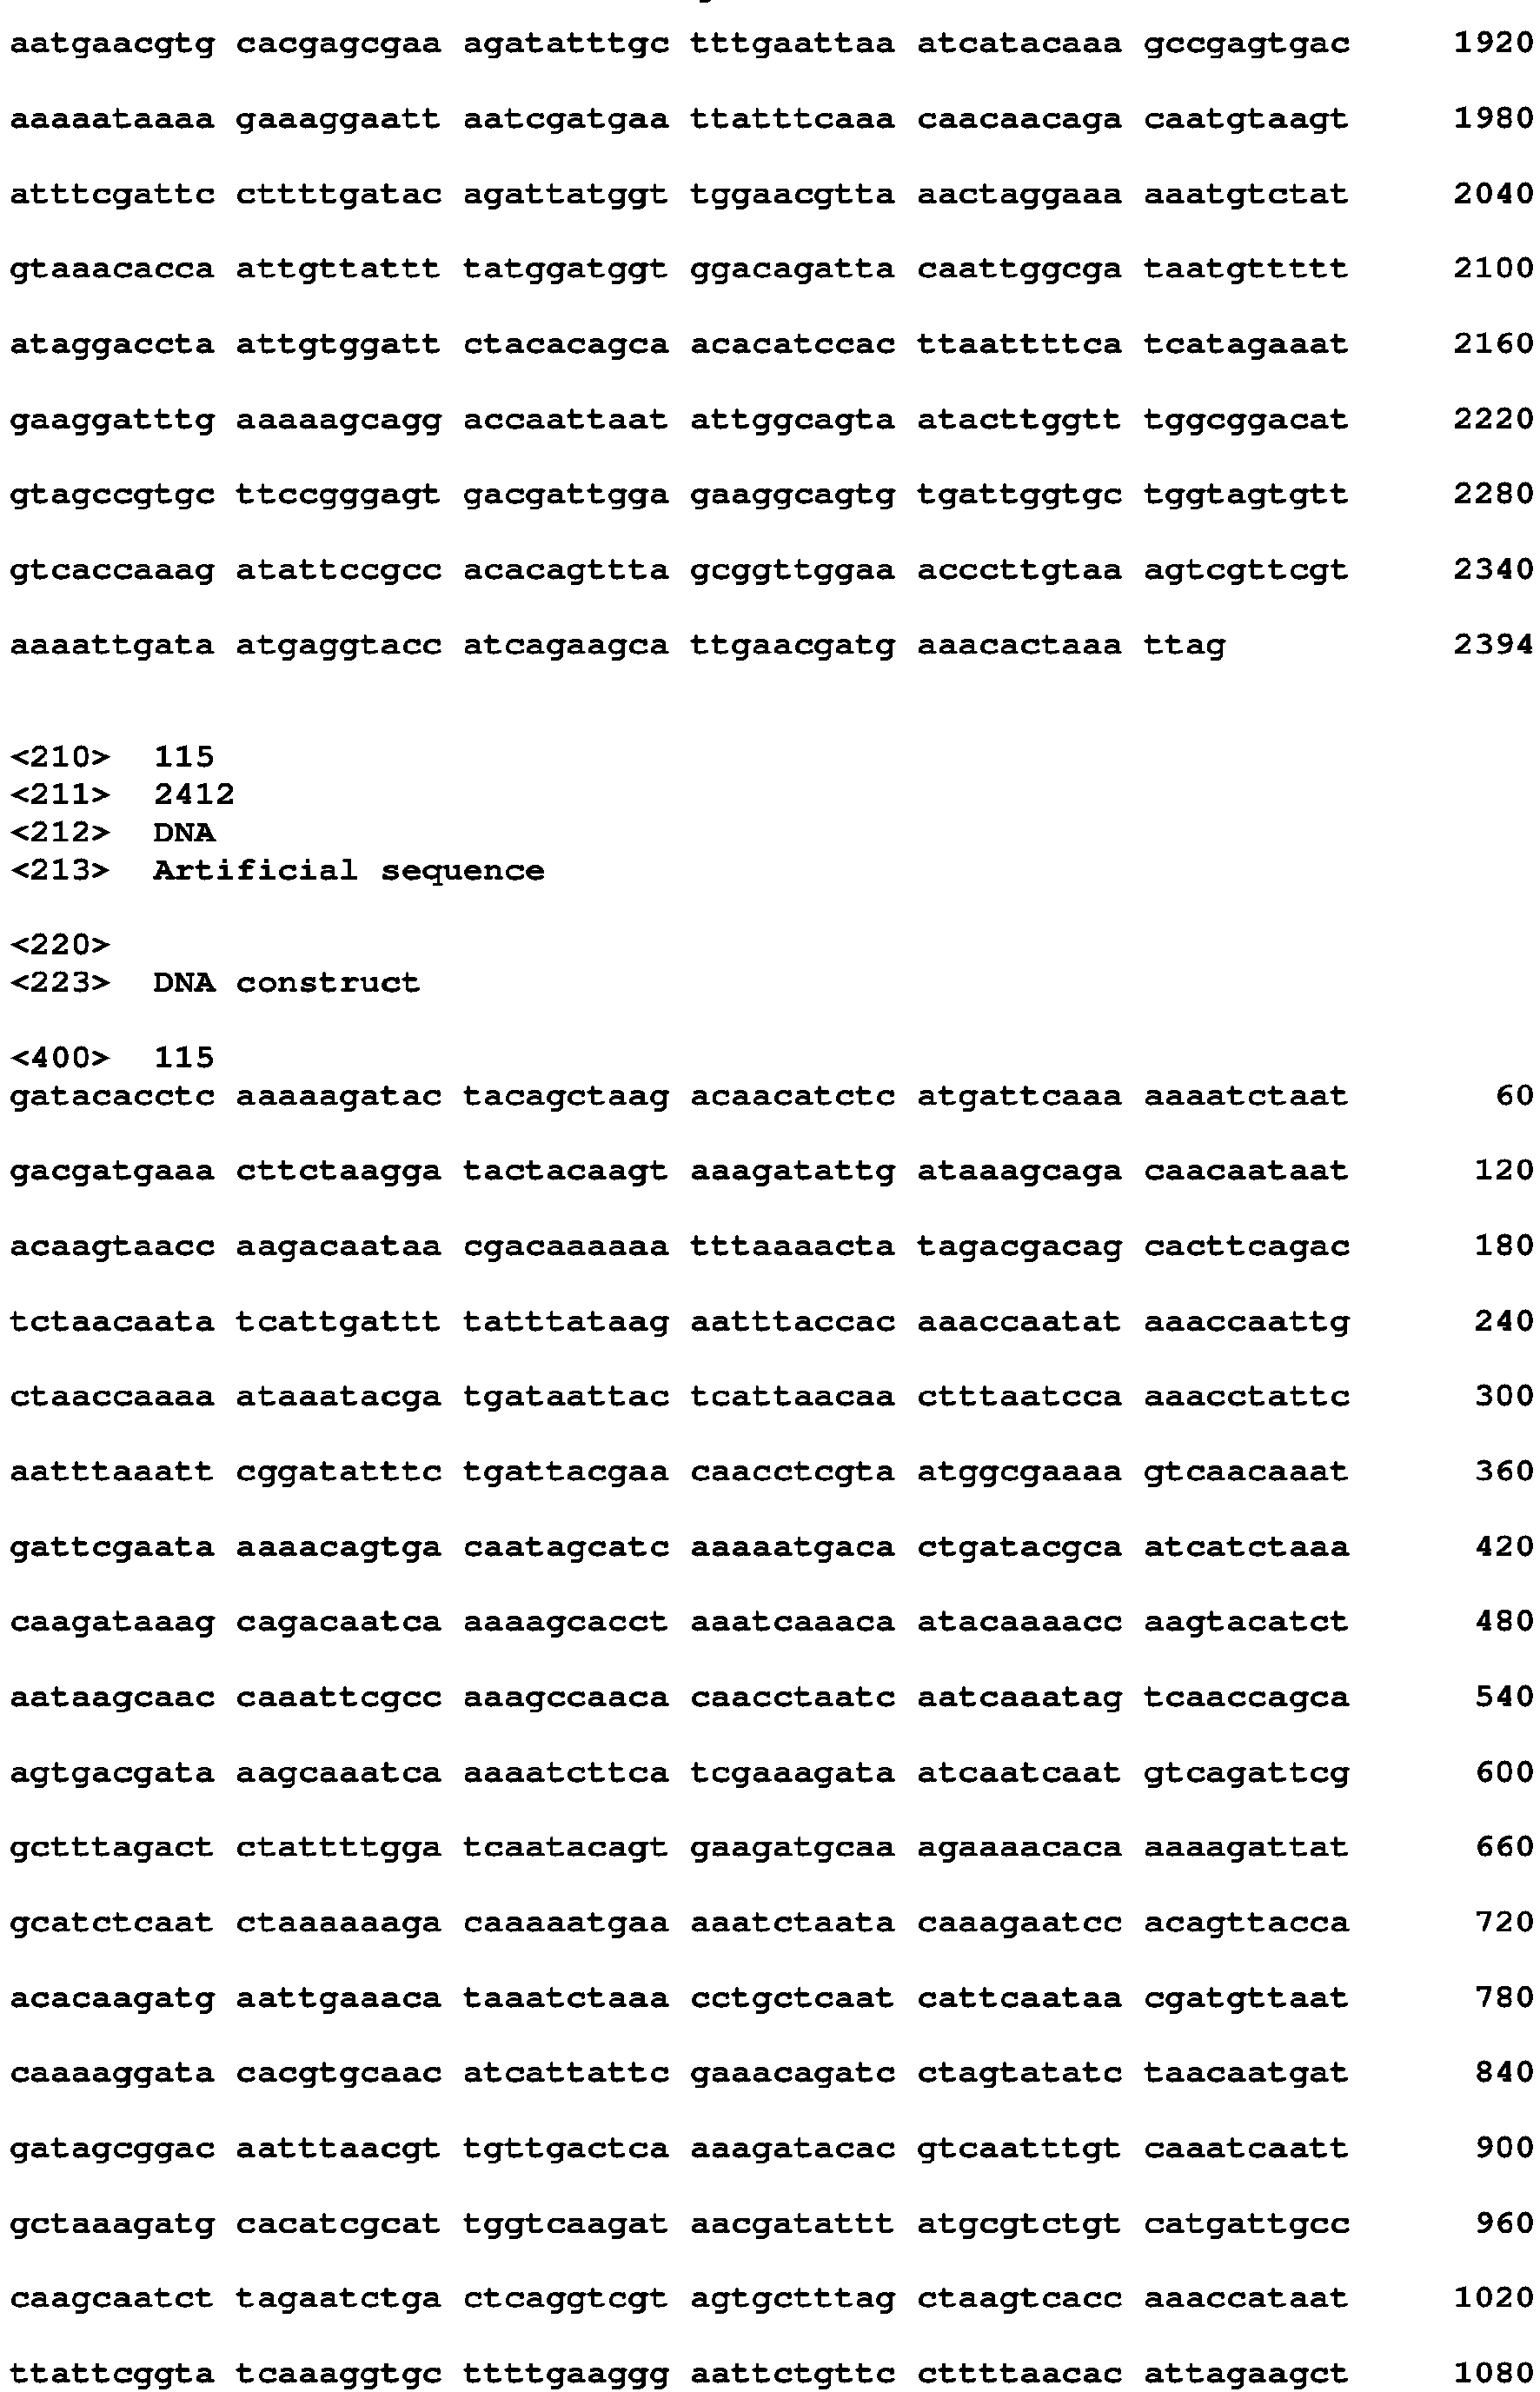 aatgaacgtg cacgagcgaa agatatttgc tttgaattaa atcatacaaa gccgagtgac 1920
aaaaataaaa gaaaggaatt aatcgatgaa ttatttcaaa caacaacaga caatgtaagt 1980
atttcgattc cttttgatac agattatggt tggaacgtta aactaggaaa aaatgtctat 2040
gtaaacacca attgttattt tatggatggt ggacagatta caattggcga taatgttttt 2100
ataggaccta attgtggatt ctacacagca acacatccac ttaattttca tcatagaaat 2160
gaaggatttg aaaaagcagg accaattaat attggcagta atacttggtt tggcggacat 2220
gtagccgtgc ttccgggagt gacgattgga gaaggcagtg tgattggtgc tggtagtgtt 2280
gtcaccaaag atattccgcc acacagttta gcggttggaa acccttgtaa agtcgttcgt 2340
aaaattgata atgaggtacc atcagaagca ttgaacgatg aaacactaaa ttag 2394
<210> 115
<211> 2412
<212> DNA
<213> Artificial sequence
<220>
<223> DNA construct
<400> 115
gatacacctc aaaaagatac tacagctaag acaacatctc atgattcaaa aaaatctaat 60
gacgatgaaa cttctaagga tactacaagt aaagatattg ataaagcaga caacaataat 120
acaagtaacc aagacaataa cgacaaaaaa tttaaaacta tagacgacag cacttcagac 180
tctaacaata tcattgattt tatttataag aatttaccac aaaccaatat aaaccaattg 240
ctaaccaaaa ataaatacga tgataattac tcattaacaa ctttaatcca aaacctattc 300
aatttaaatt cggatatttc tgattacgaa caacctcgta atggcgaaaa gtcaacaaat 360
gattcgaata aaaacagtga caatagcatc aaaaatgaca ctgatacgca atcatctaaa 420
caagataaag cagacaatca aaaagcacct aaatcaaaca atacaaaacc aagtacatct 480
aataagcaac caaattcgcc aaagccaaca caacctaatc aatcaaatag tcaaccagca 540
agtgacgata aagcaaatca aaaatcttca tcgaaagata atcaatcaat gtcagattcg 600
gctttagact ctattttgga tcaatacagt gaagatgcaa agaaaacaca aaaagattat 660
gcatctcaat ctaaaaaaga caaaaatgaa aaatctaata caaagaatcc acagttacca 720
acacaagatg aattgaaaca taaatctaaa cctgctcaat cattcaataa cgatgttaat 780
caaaaggata cacgtgcaac atcattattc gaaacagatc ctagtatatc taacaatgat 840
gatagcggac aatttaacgt tgttgactca aaagatacac gtcaatttgt caaatcaatt 900
gctaaagatg cacatcgcat tggtcaagat aacgatattt atgcgtctgt catgattgcc 960
caagcaatct tagaatctga ctcaggtcgt agtgctttag ctaagtcacc aaaccataat 1020
ttattcggta tcaaaggtgc ttttgaaggg aattctgttc cttttaacac attagaagct 1080